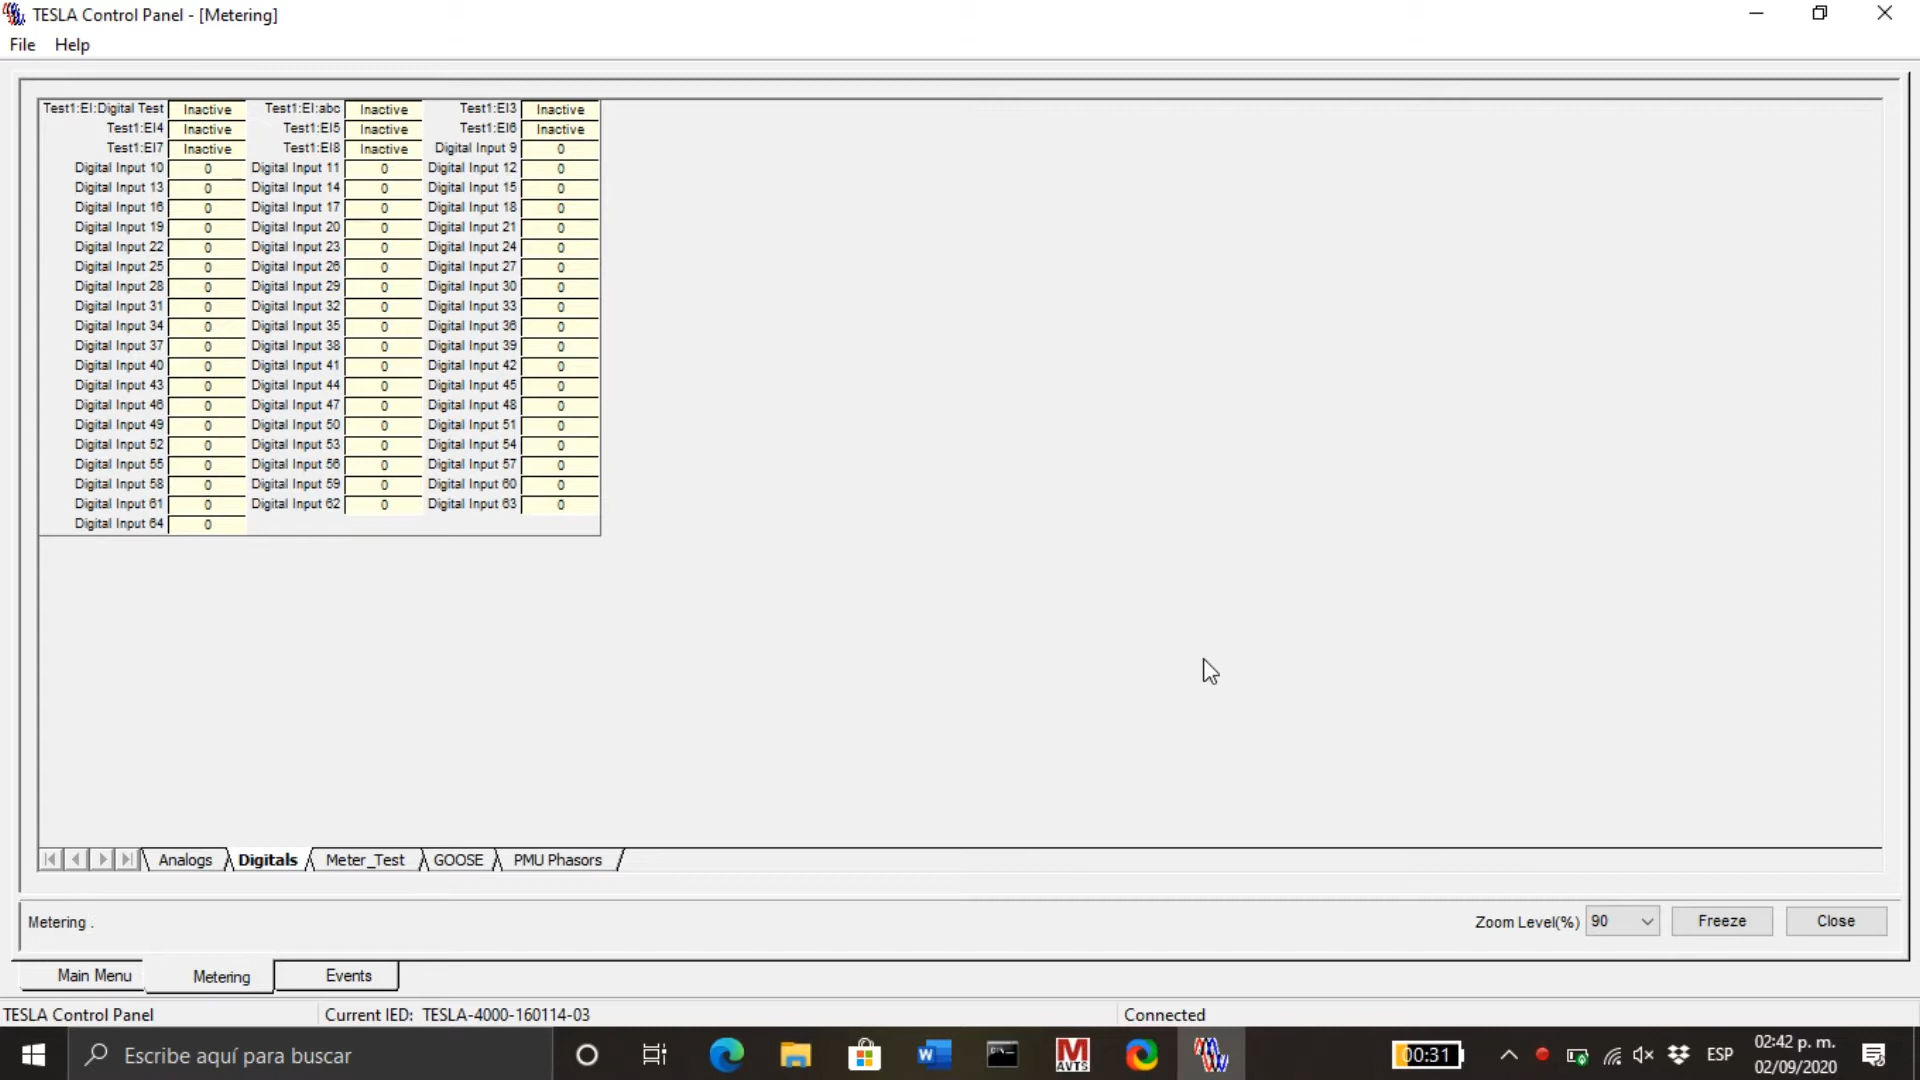 TESLA Control Panel - [Metering]
File Help
Test1:EI:Digital Test Inactive Test1:EI:abc Inactive Test1:EI3 Inactive
Test1:EI4 Inactive Test1:EI5 Inactive Test1:EI6 Inactive
Test1:EI7 Inactive Test1:EI8 Inactive Digital Input 9 0
Digital Input 10 0 Digital Input 11 0 Digital Input 12 0
Digital Input 13 0 Digital Input 14 0 Digital Input 15 0
Digital Input 16 0 Digital Input 17 0 Digital Input 18 0
Digital Input 19 0 Digital Input 20 0 Digital Input 21 0
Digital Input 22 0 Digital Input 23 0 Digital Input 24 0
Digital Input 25 0 Digital Input 26 0 Digital Input 27 0
Digital Input 28 0 Digital Input 29 0 Digital Input 30 0
Digital Input 31 0 Digital Input 32 0 Digital Input 33 0
Digital Input 34 0 Digital Input 35 0 Digital Input 36 0
Digital Input 37 0 Digital Input 38 0 Digital Input 39 0
Digital Input 40 0 Digital Input 41 0 Digital Input 42 0
Digital Input 43 0 Digital Input 44 0 Digital Input 45 0
Digital Input 46 0 Digital Input 47 0 Digital Input 48 0
Digital Input 49 0 Digital Input 50 0 Digital Input 51 0
Digital Input 52 0 Digital Input 53 0 Digital Input 54 0
Digital Input 55 0 Digital Input 56 0 Digital Input 57 0
Digital Input 58 0 Digital Input 59 0 Digital Input 60 0
Digital Input 61 0 Digital Input 62 0 Digital Input 63 0
Digital Input 64 0
Analogs Digitals Meter_Test GOOSE PMU Phasors
Metering . Zoom Level(%) 90 Freeze Close
Main Menu Metering Events
TESLA Control Panel Current IED: TESLA-4000-160114-03 Connected
Escribe aquí para buscar M AVTS 00:31 ESP 02:42 p. m.
02/09/2020